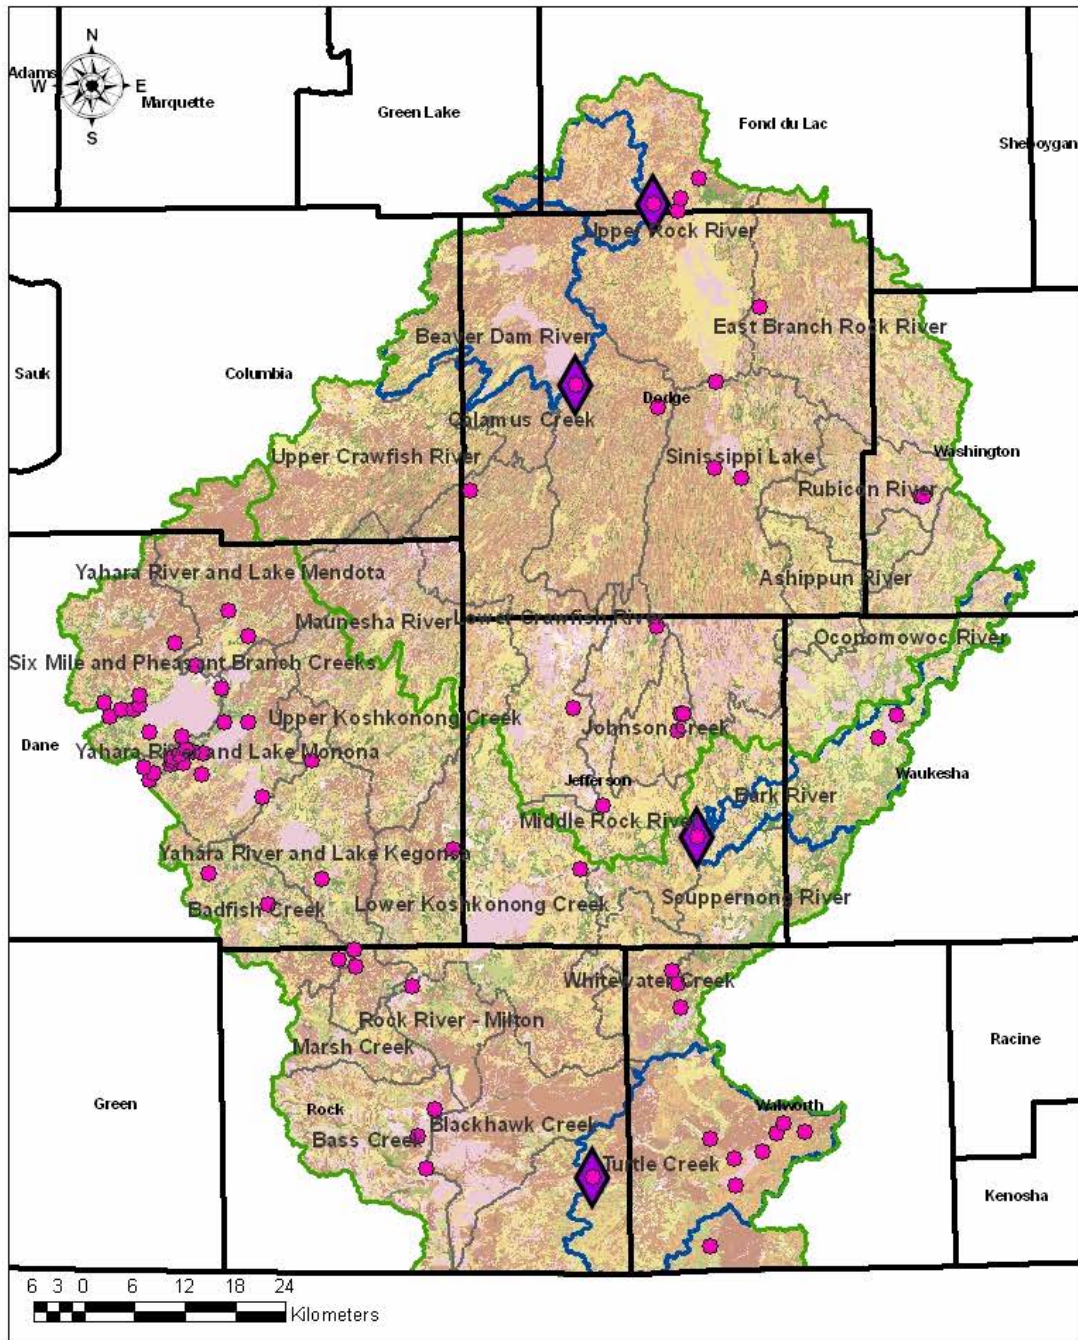 N
W E
S
Adams
Marquette
Green Lake
Fond du Lac
Sheboygan
Upper Rock River
East Branch Rock River
Beaver Dam River
Sauk
Columbia
Dodge
Calamus Creek
Washington
Upper Crawfish River
Sinissippi Lake
Rubicon River
Yahara River and Lake Mendota
Ashippun River
Maunesha River
Lower Crawfish River
Oconomowoc River
Six Mile and Pheasant Branch Creeks
Upper Koshkonong Creek
Johnson Creek
Dane
Yahara River and Lake Monona
Jefferson
Waukesha
Bark River
Middle Rock River
Yahara River and Lake Kegonsa
Scuppernong River
Badfish Creek
Lower Koshkonong Creek
Whitewater Creek
Rock River - Milton
Racine
Marsh Creek
Green
Rock
Walworth
Blackhawk Creek
Bass Creek
Turtle Creek
Kenosha
6 3 0 6 12 18 24
Kilometers